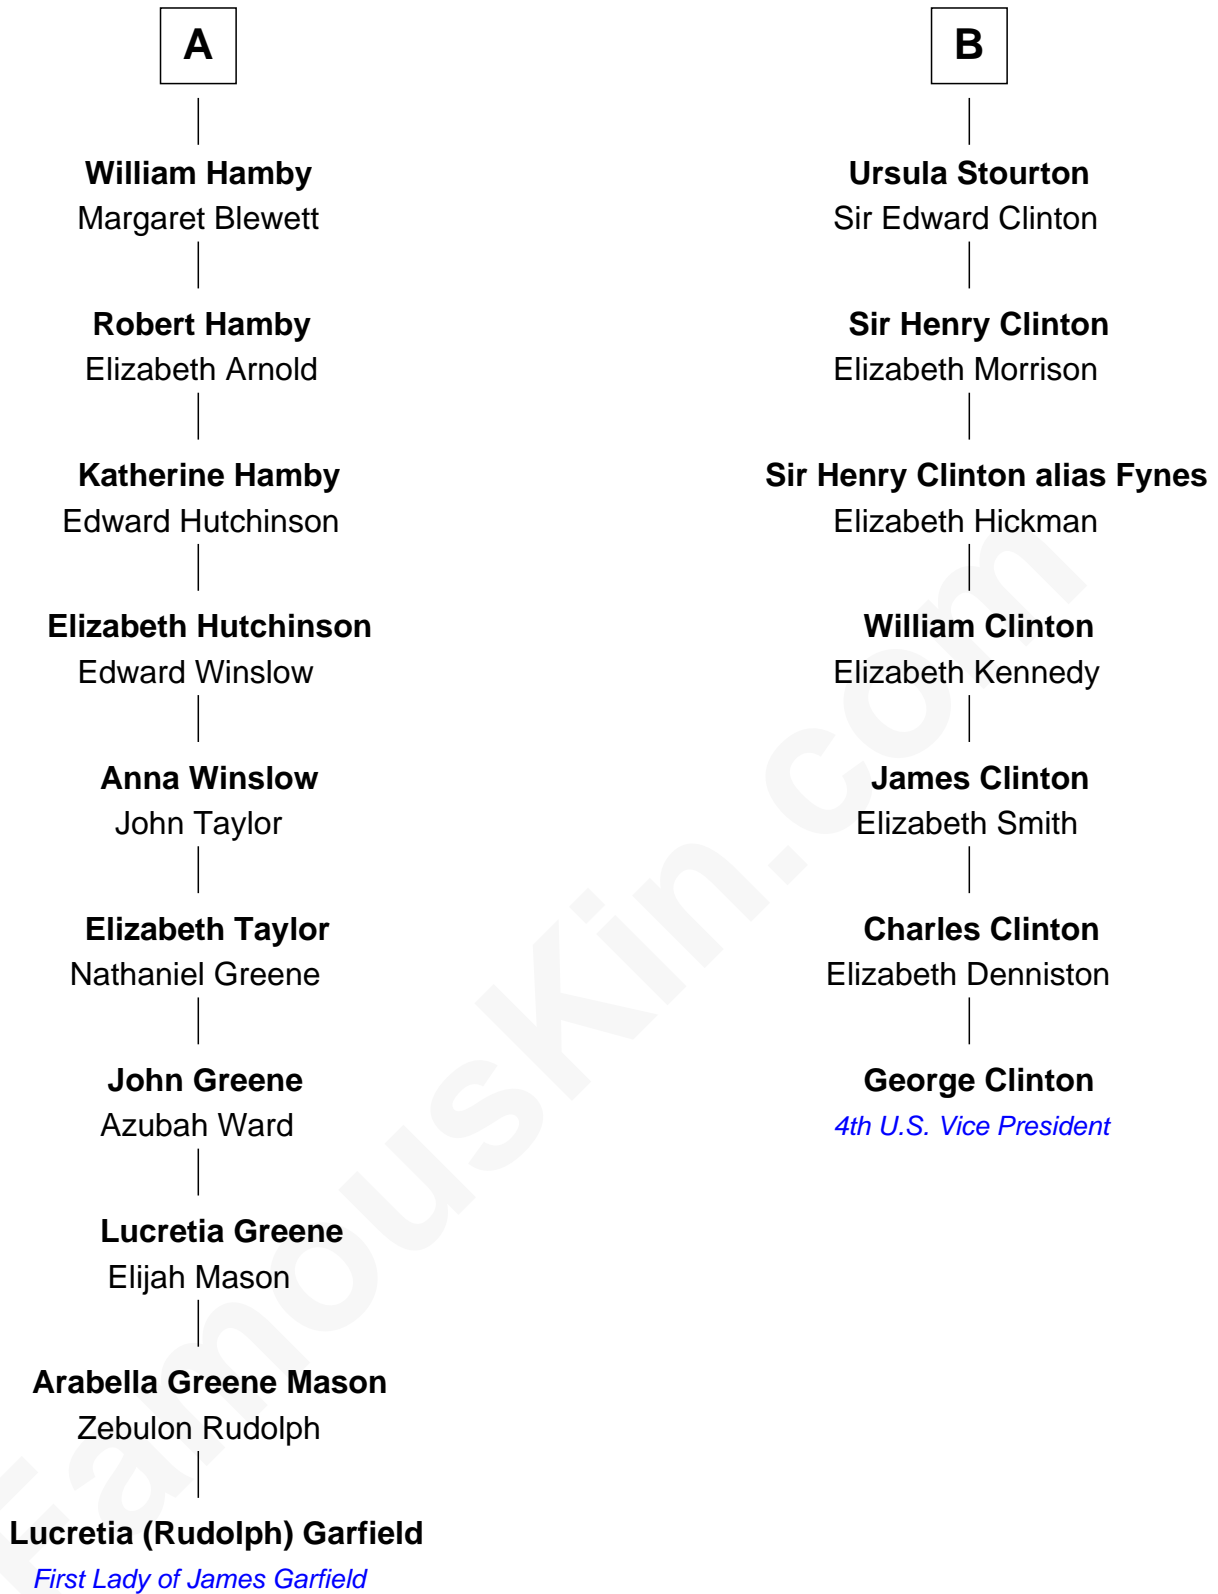 A
William Hamby
Margaret Blewett
Robert Hamby
Elizabeth Arnold
Katherine Hamby
Edward Hutchinson
Elizabeth Hutchinson
Edward Winslow
Anna Winslow
John Taylor
Elizabeth Taylor
Nathaniel Greene
John Greene
Azubah Ward
Lucretia Greene
Elijah Mason
Arabella Greene Mason
Zebulon Rudolph
Lucretia (Rudolph) Garfield
First Lady of James Garfield
B
Ursula Stourton
Sir Edward Clinton
Sir Henry Clinton
Elizabeth Morrison
Sir Henry Clinton alias Fynes
Elizabeth Hickman
William Clinton
Elizabeth Kennedy
James Clinton
Elizabeth Smith
Charles Clinton
Elizabeth Denniston
George Clinton
4th U.S. Vice President
FamousKin.com